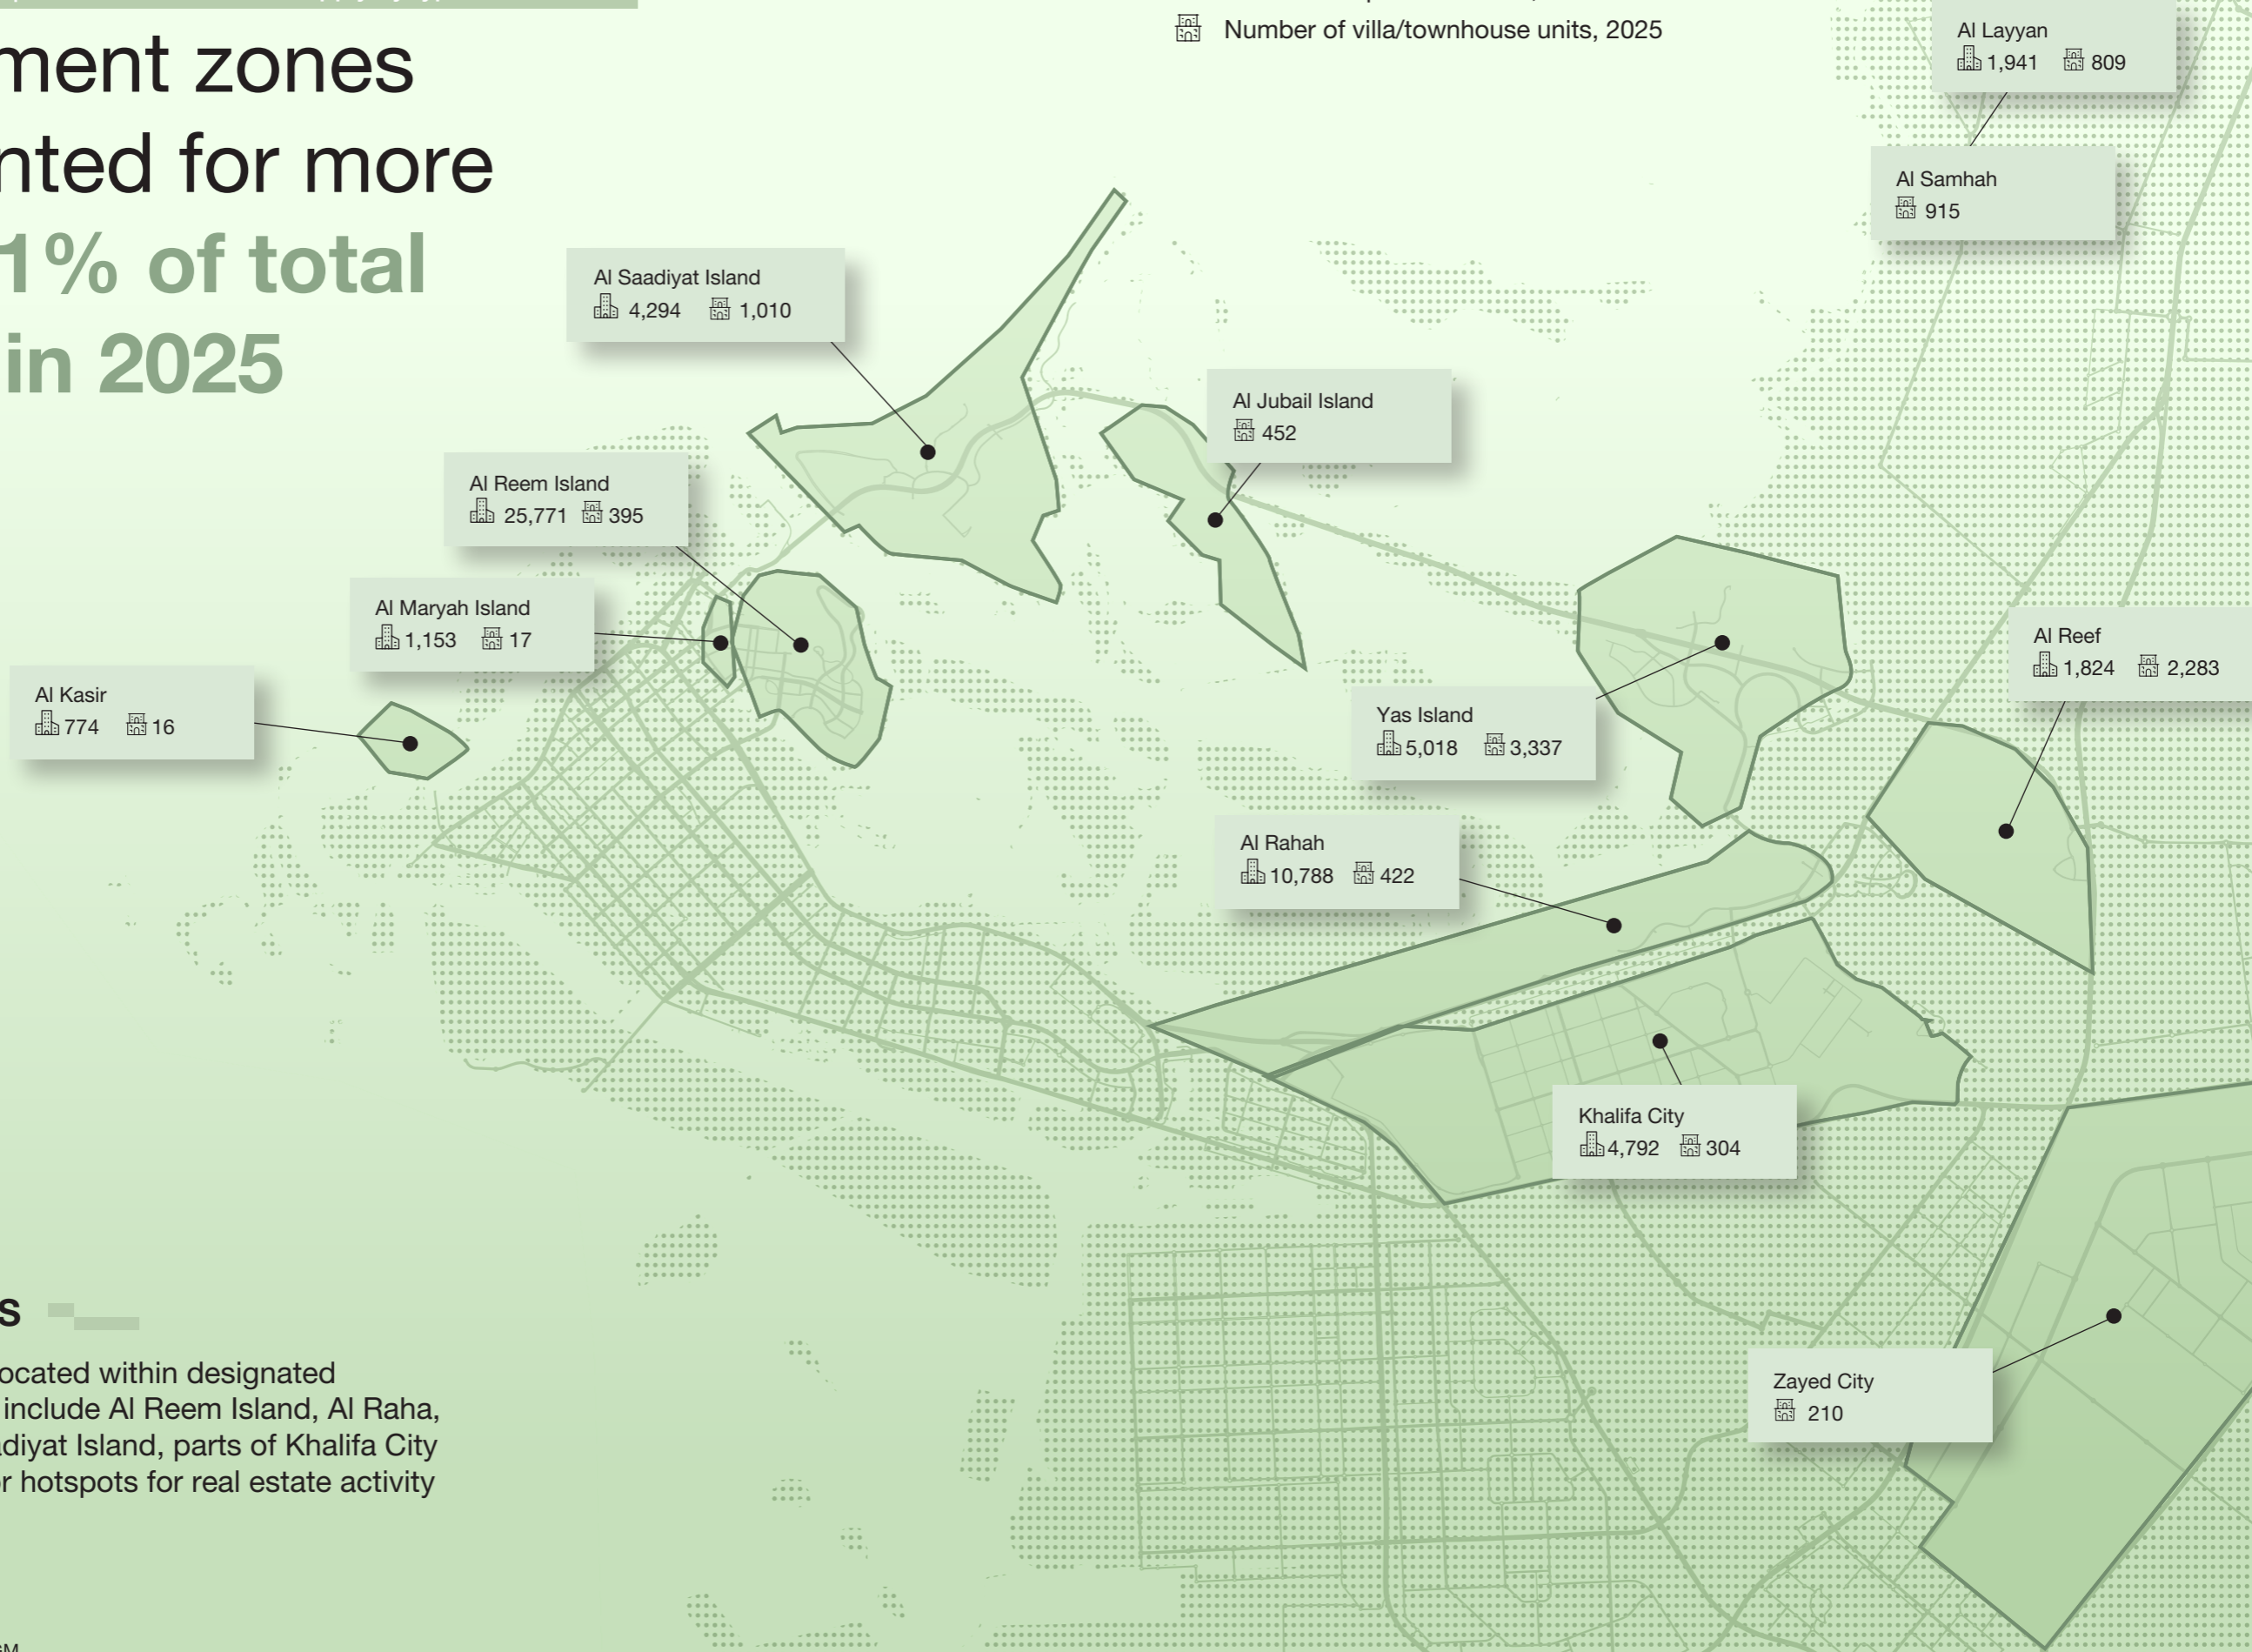 ment zones
nted for more
1% of total
in 2025
Number of villa/townhouse units, 2025
Al Layyan
1,941 809
Al Samhah
915
Al Saadiyat Island
4,294 1,010
Al Jubail Island
452
Al Reem Island
25,771 395
Al Maryah Island
1,153 17
Al Kasir
774 16
Al Reef
1,824 2,283
Yas Island
5,018 3,337
Al Rahah
10,788 422
Khalifa City
4,792 304
Zayed City
210
s
ocated within designated
include Al Reem Island, Al Raha,
adiyat Island, parts of Khalifa City
r hotspots for real estate activity